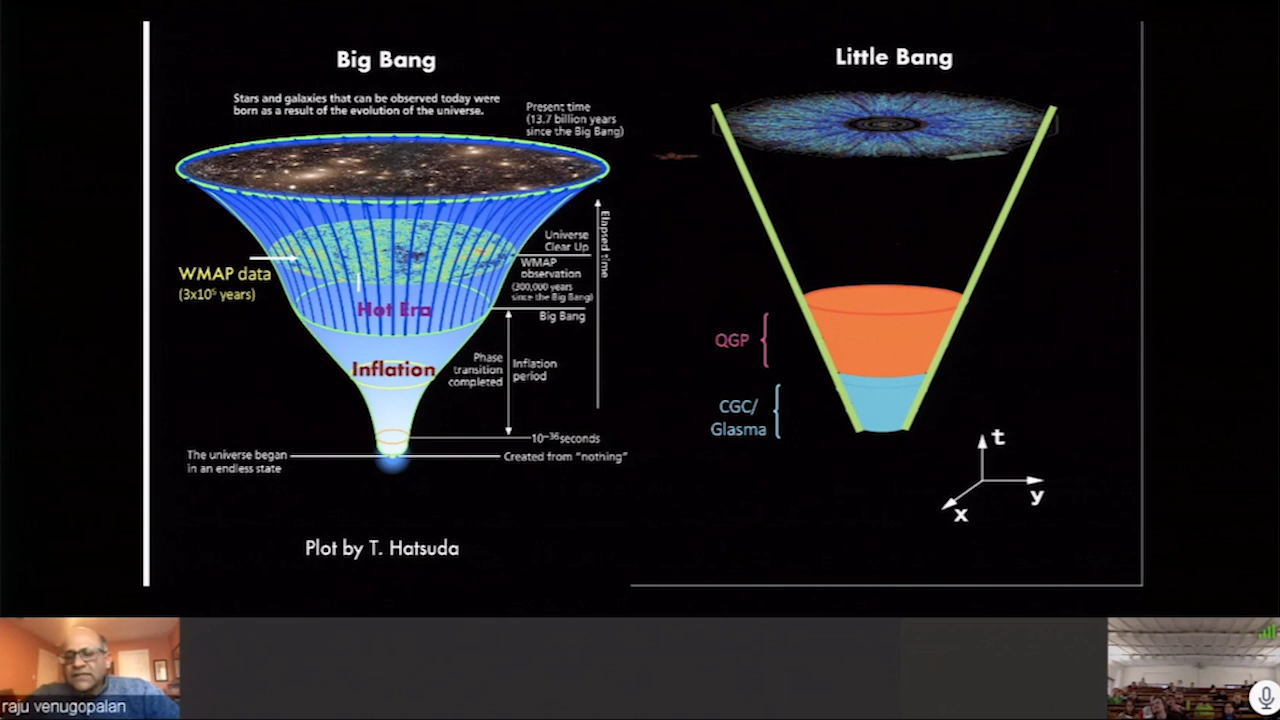 Big Bang
Stars and galaxies that can be observed today were
born as a result of the evolution of the universe.
Present time
(13.7 billion years
since the Big Bang)
Universe
Clear Up
Elapsed time
WMAP
observation
(300,000 years
since the Big Bang)
Big Bang
WMAP data
(3x10⁵ years)
Hot Era
Inflation
Phase
transition
completed
Inflation
period
10⁻³⁶seconds
The universe began
in an endless state
Created from “nothing”
Plot by T. Hatsuda
Little Bang
QGP
CGC/
Glasma
t
y
x
raju venugopalan